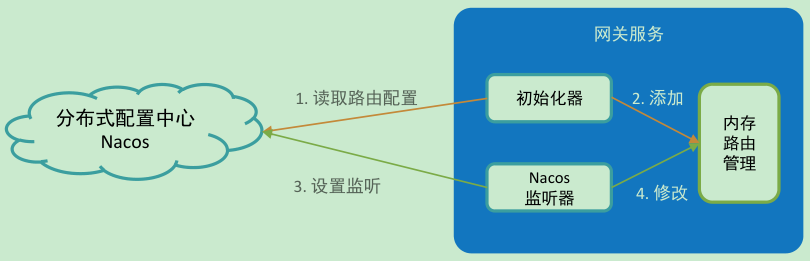 网关服务
分布式配置中心
Nacos
1. 读取路由配置
初始化器
2. 添加
内存
路由
管理
3. 设置监听
Nacos
监听器
4. 修改